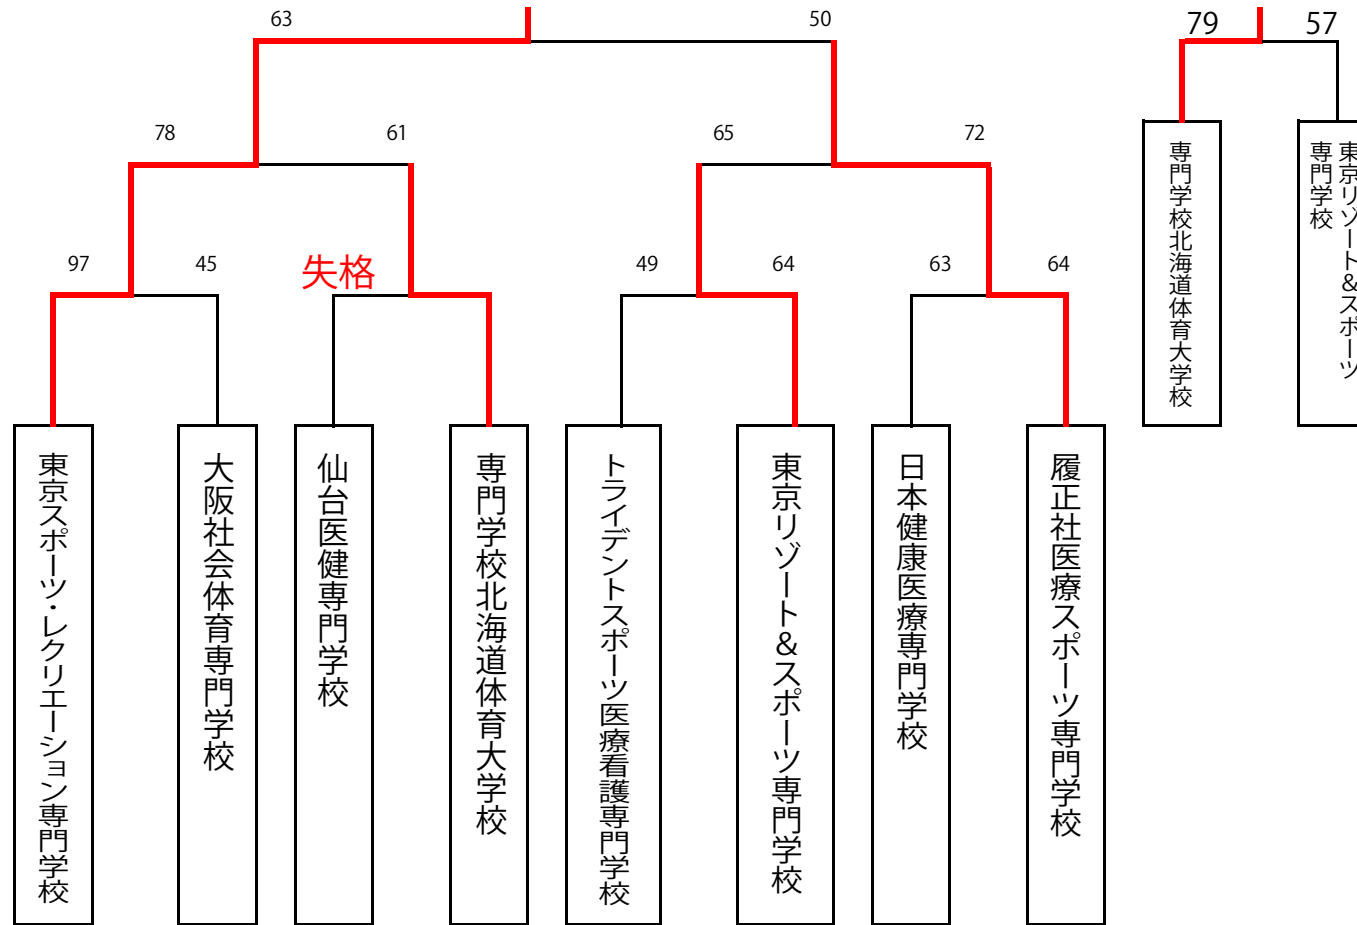 63
50
79
57
78
61
65
72
97
45
失格
49
64
63
64
専門学校北海道体育大学校
東京リゾート&スポーツ
専門学校
東京スポーツ・レクリエーション専門学校
大阪社会体育専門学校
仙台医健専門学校
専門学校北海道体育大学校
トライデントスポーツ医療看護専門学校
東京リゾート&スポーツ専門学校
日本健康医療専門学校
履正社医療スポーツ専門学校